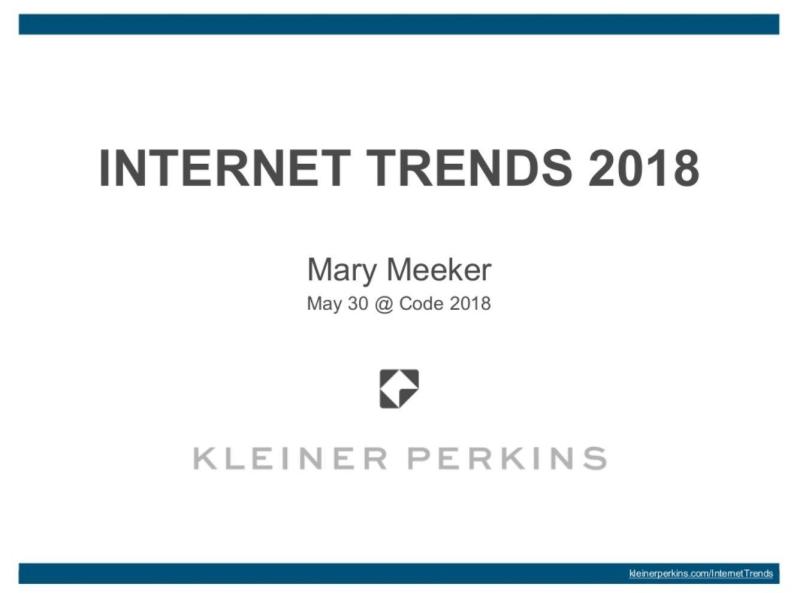 INTERNET TRENDS 2018
Mary Meeker
May 30 @ Code 2018
KLEINER PERKINS
kleinerperkins.com/InternetTrends